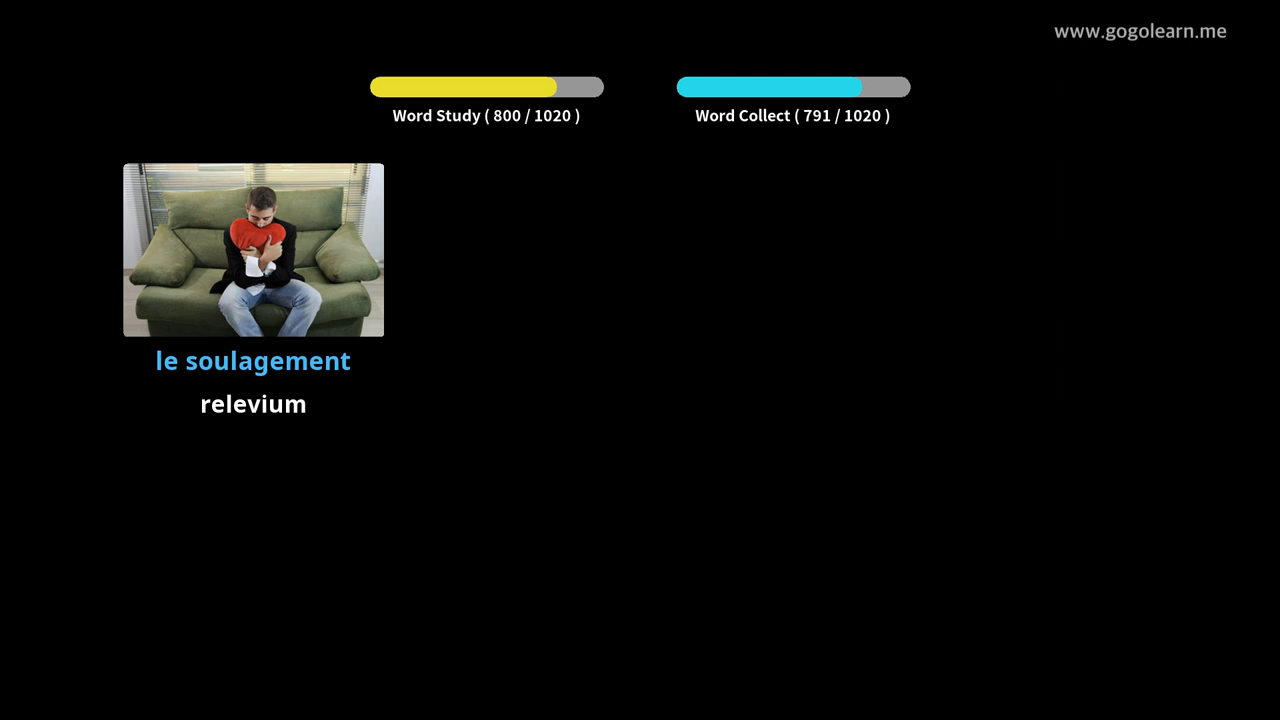 www.gogolearn.me
Word Study ( 800 / 1020 )
Word Collect ( 791 / 1020 )
le soulagement
relevium